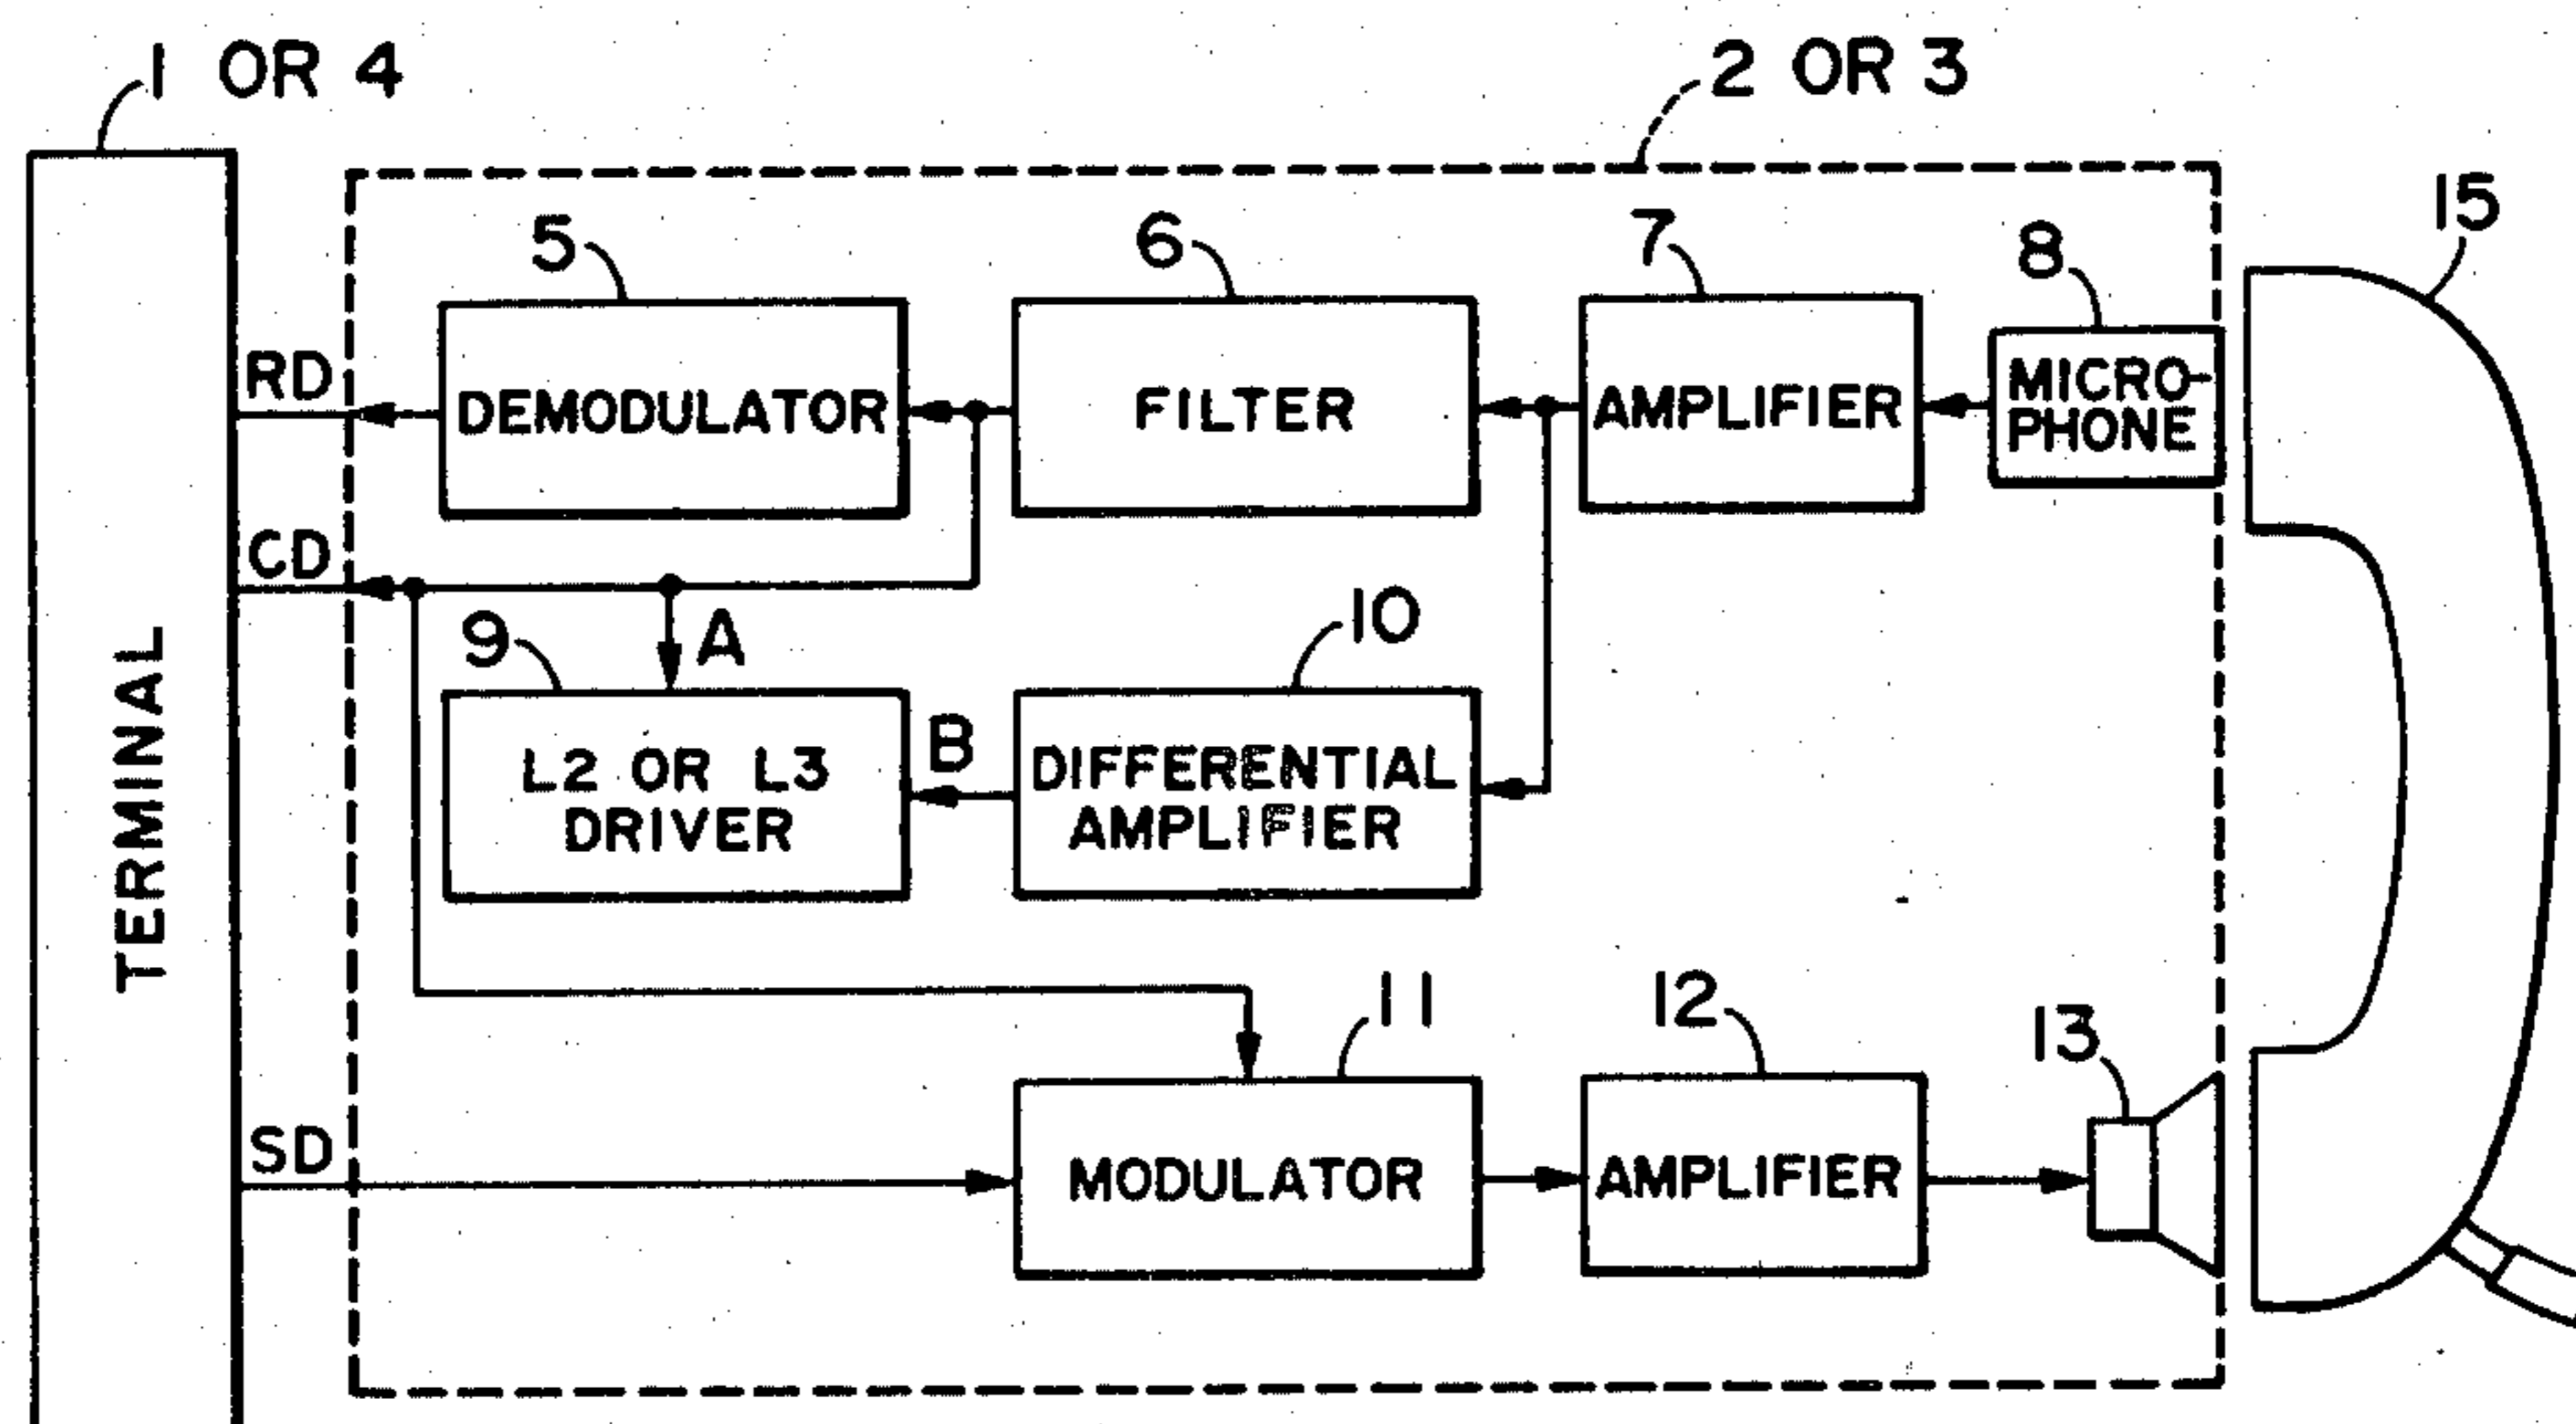 1 OR 4
2 OR 3
15
5
6
7
8
RD
DEMODULATOR
FILTER
AMPLIFIER
MICRO-
PHONE
CD
9
A
10
TERMINAL
L2 OR L3
DRIVER
B
DIFFERENTIAL
AMPLIFIER
11
12
13
SD
MODULATOR
AMPLIFIER